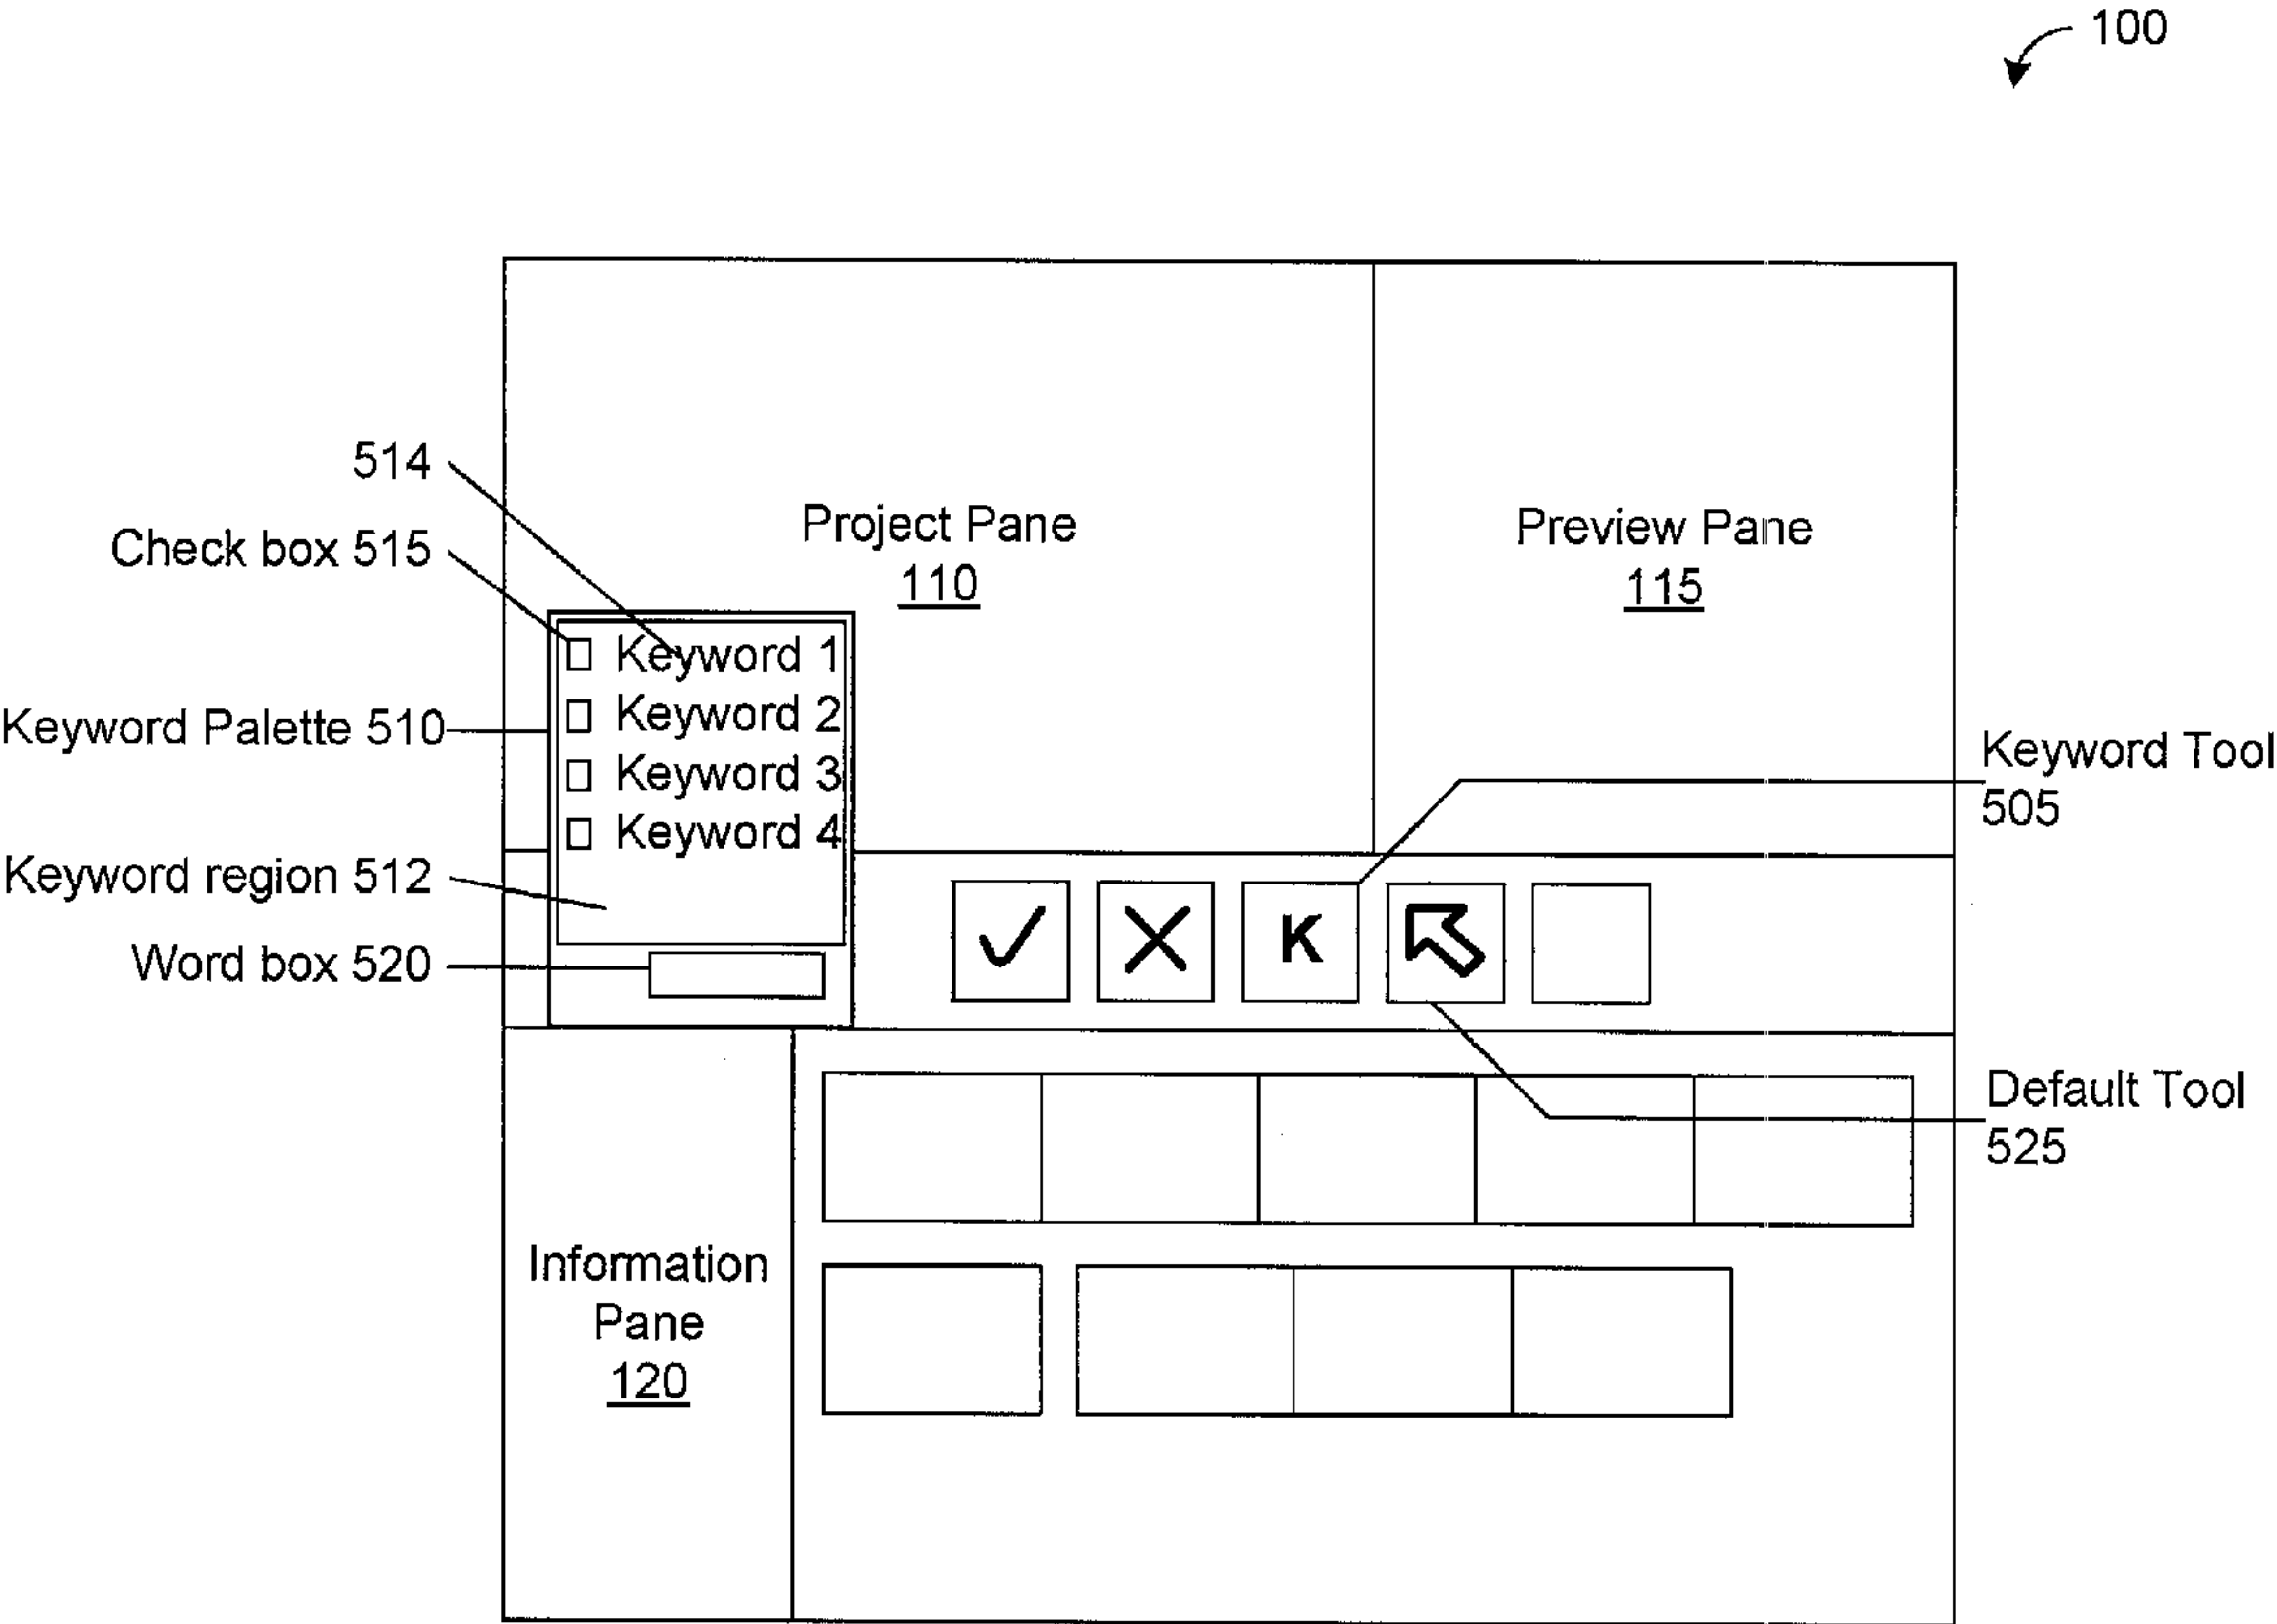 100
514
Project Pane
110
Preview Pane
115
Check box 515
Keyword 1
Keyword 2
Keyword 3
Keyword 4
Keyword Palette 510
Keyword Tool
505
Keyword region 512
K
Word box 520
Default Tool
525
Information
Pane
120